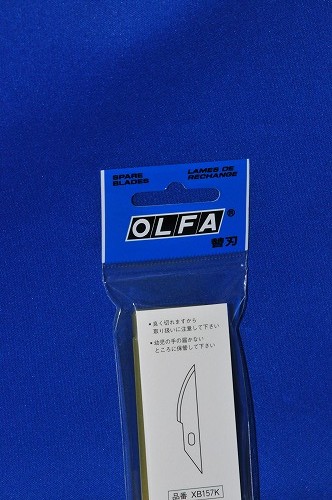 SPARE
BLADES
LAMES DE
RECHANGE
OLFA®
替刃
・良く切れますから
取り扱いに注意して下さい
・幼児の手の届かない
ところに保管して下さい
品番 XB157K